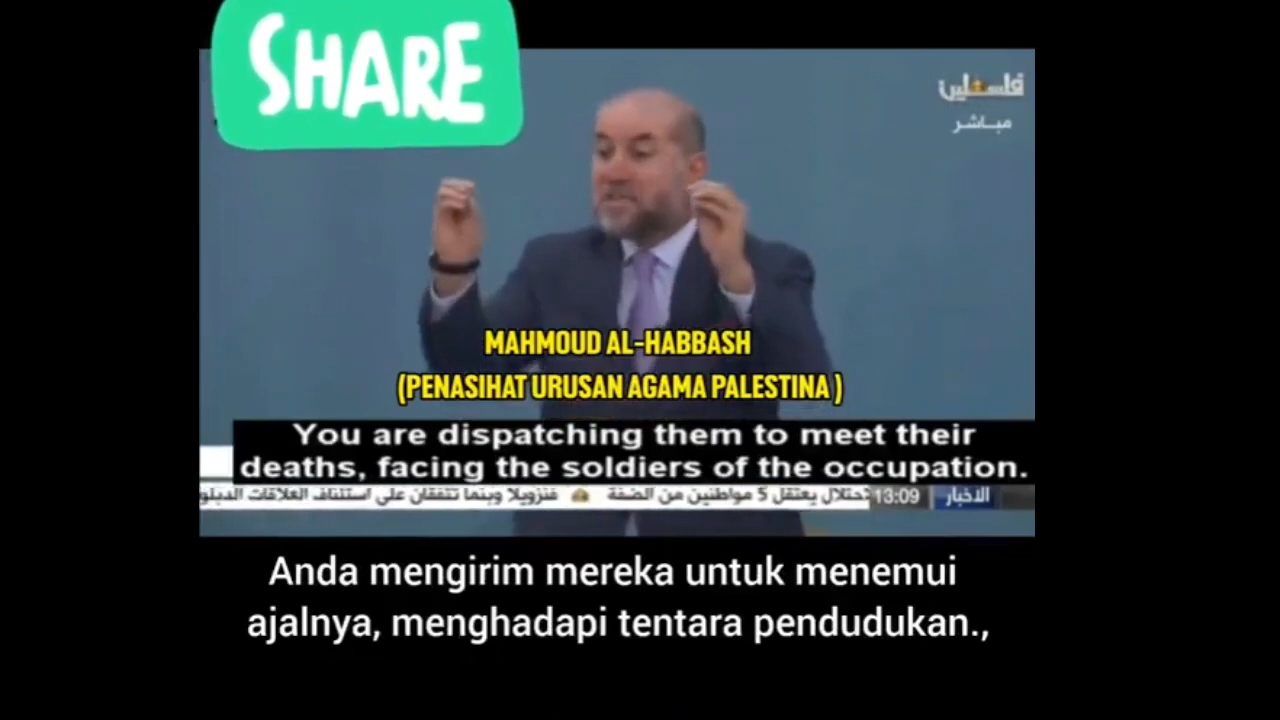 SHARE
فلسطين
مباشر
MAHMOUD AL-HABBASH
(PENASIHAT URUSAN AGAMA PALESTINA )
You are dispatching them to meet their
deaths, facing the soldiers of the occupation.
حتلال يعتقل 5 مواطنين من الضفة فنزويلا وبنما تتفقان على استئناف العلاقات
13:09
الاخبار
Anda mengirim mereka untuk menemui
ajalnya, menghadapi tentara pendudukan.,